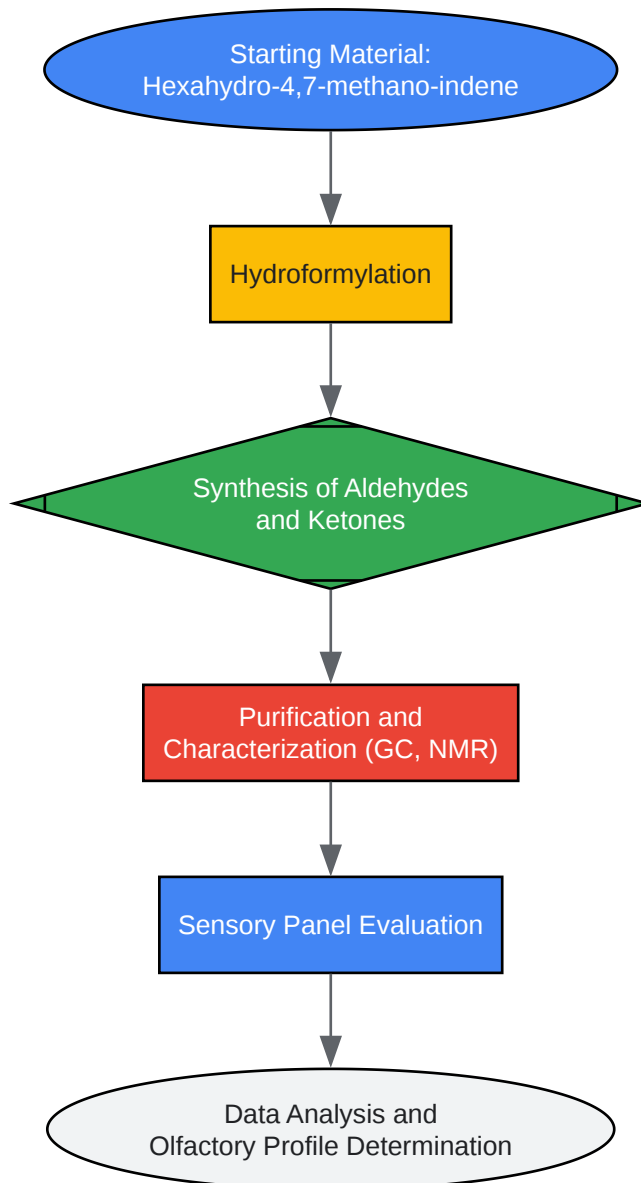 Starting Material:
Hexahydro-4,7-methano-indene
Hydroformylation
Synthesis of Aldehydes
and Ketones
Purification and
Characterization (GC, NMR)
Sensory Panel Evaluation
Data Analysis and
Olfactory Profile Determination